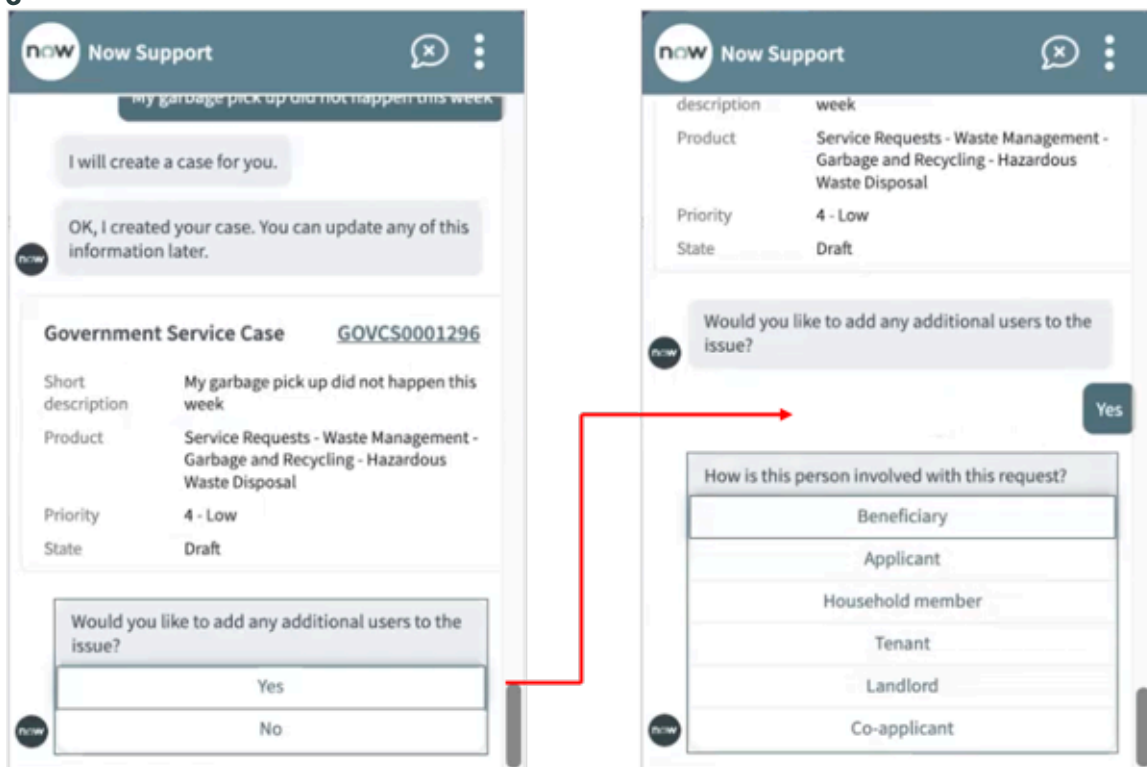 now Now Support
My garbage pick up did not happen this week
I will create a case for you.
OK, I created your case. You can update any of this
information later.
now
Government Service Case GOVCS0001296
Short
description
My garbage pick up did not happen this
week
Product
Service Requests - Waste Management -
Garbage and Recycling - Hazardous
Waste Disposal
Priority 4 - Low
State Draft
Would you like to add any additional users to the
issue?
Yes
No
now
now Now Support
description week
Product
Service Requests - Waste Management -
Garbage and Recycling - Hazardous
Waste Disposal
Priority 4 - Low
State Draft
Would you like to add any additional users to the
issue?
now
Yes
How is this person involved with this request?
Beneficiary
Applicant
Household member
Tenant
Landlord
Co-applicant
now